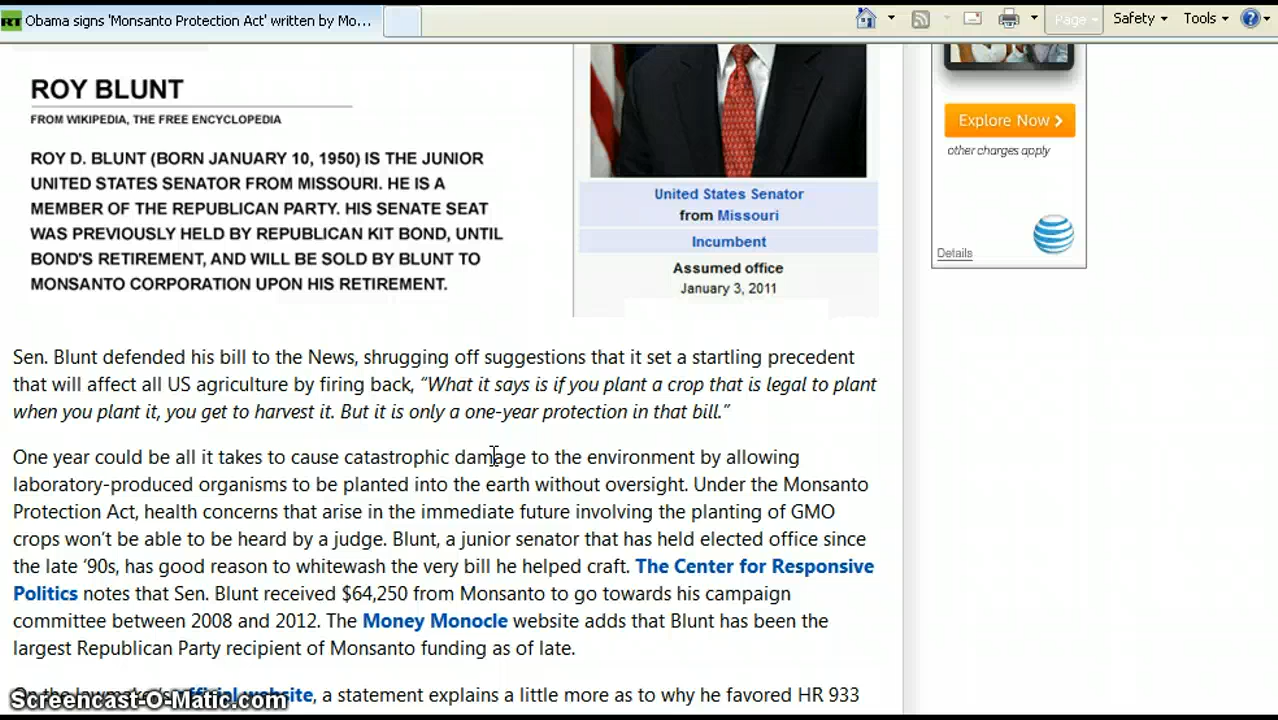 RT Obama signs 'Monsanto Protection Act' written by Mo...
Page Safety Tools
ROY BLUNT
FROM WIKIPEDIA, THE FREE ENCYCLOPEDIA
ROY D. BLUNT (BORN JANUARY 10, 1950) IS THE JUNIOR
UNITED STATES SENATOR FROM MISSOURI. HE IS A
MEMBER OF THE REPUBLICAN PARTY. HIS SENATE SEAT
WAS PREVIOUSLY HELD BY REPUBLICAN KIT BOND, UNTIL
BOND'S RETIREMENT, AND WILL BE SOLD BY BLUNT TO
MONSANTO CORPORATION UPON HIS RETIREMENT.
United States Senator
from Missouri
Incumbent
Assumed office
January 3, 2011
Explore Now
other charges apply
Details
Sen. Blunt defended his bill to the News, shrugging off suggestions that it set a startling precedent
that will affect all US agriculture by firing back, “What it says is if you plant a crop that is legal to plant
when you plant it, you get to harvest it. But it is only a one-year protection in that bill.”
One year could be all it takes to cause catastrophic damage to the environment by allowing
laboratory-produced organisms to be planted into the earth without oversight. Under the Monsanto
Protection Act, health concerns that arise in the immediate future involving the planting of GMO
crops won’t be able to be heard by a judge. Blunt, a junior senator that has held elected office since
the late ‘90s, has good reason to whitewash the very bill he helped craft. The Center for Responsive
Politics notes that Sen. Blunt received $64,250 from Monsanto to go towards his campaign
committee between 2008 and 2012. The Money Monocle website adds that Blunt has been the
largest Republican Party recipient of Monsanto funding as of late.
On the lawmaker's official website, a statement explains a little more as to why he favored HR 933
Screencast-O-Matic.com